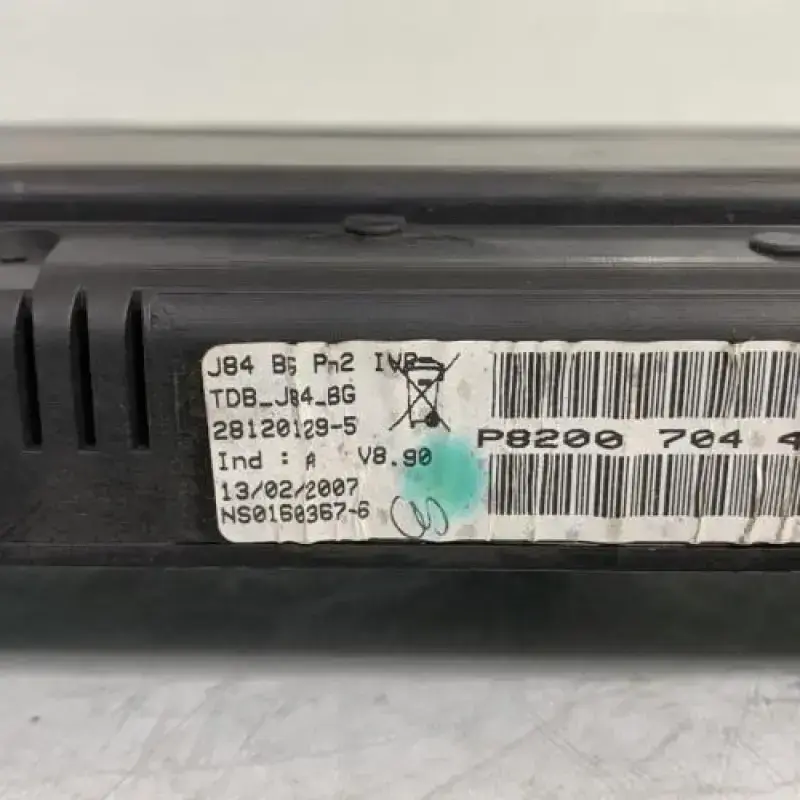 J84 BG Ph2 IVP
TDB_J84_BG
28120129-5
Ind : A V8.90
13/02/2007
NS0160367-6
P8200 704 4